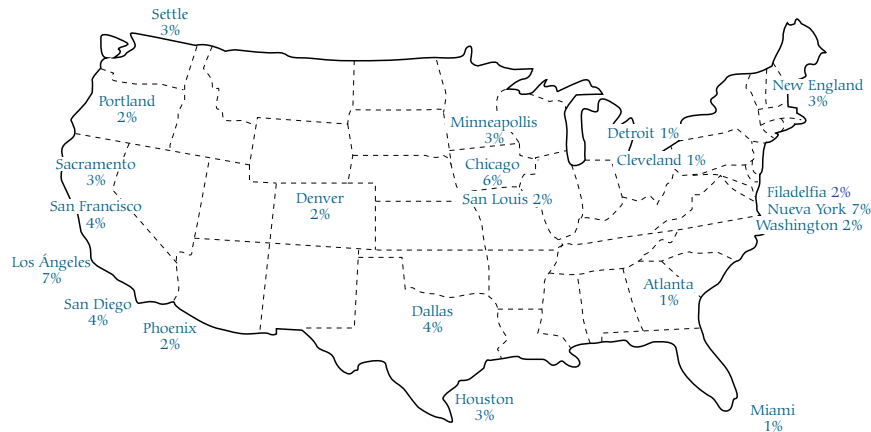 Settle
3%
New England
3%
Portland
2%
Minneapollis
3%
Detroit 1%
Cleveland 1%
Sacramento
3%
Chicago
6%
San Louis 2%
Denver
2%
San Francisco
4%
Filadelfia 2%
Nueva York 7%
Washington 2%
Los Ángeles
7%
San Diego
4%
Phoenix
2%
Dallas
4%
Atlanta
1%
Houston
3%
Miami
1%